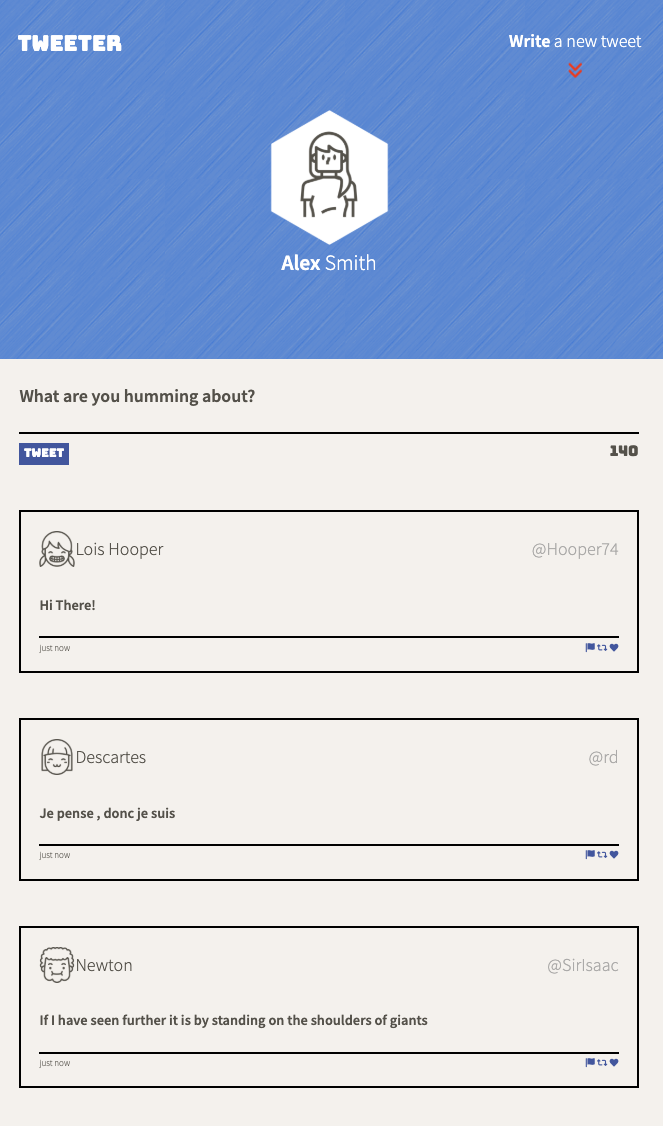 TWEETER
Write a new tweet
Alex Smith
What are you humming about?
TWEET
140
Lois Hooper
@Hooper74
Hi There!
just now
Descartes
@rd
Je pense , donc je suis
just now
Newton
@SirIsaac
If I have seen further it is by standing on the shoulders of giants
just now